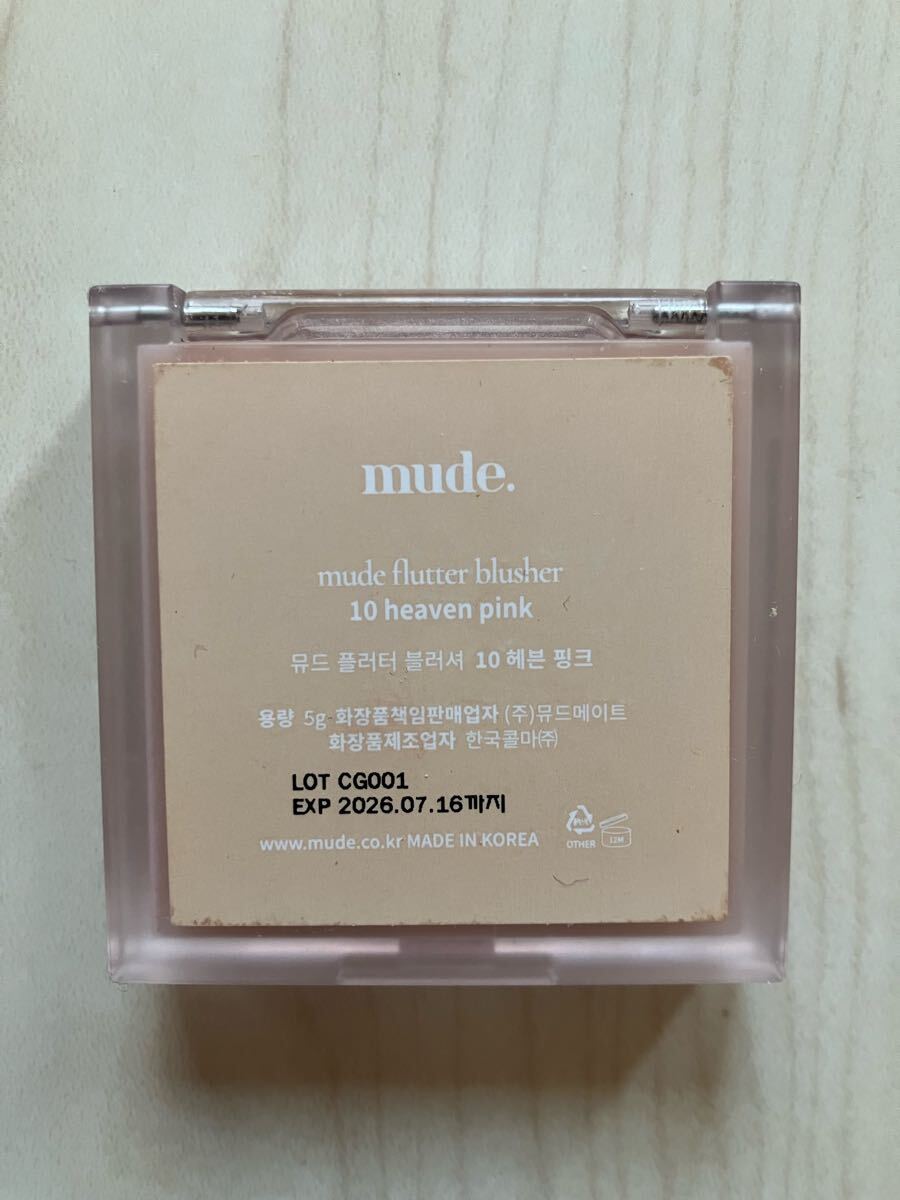 mude.
mude flutter blusher
10 heaven pink
뮤드 플러터 블러셔 10 헤븐 핑크
용량 5g 화장품책임판매업자 (주)뮤드메이트
화장품제조업자 한국콜마㈜
LOT CG001
EXP 2026.07.16까지
www.mude.co.kr MADE IN KOREA
OTHER
12M